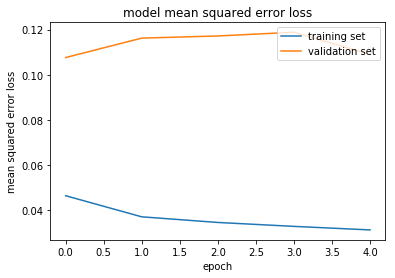 model mean squared error loss
training set
validation set
mean squared error loss
0.12
0.10
0.08
0.06
0.04
0.0 0.5 1.0 1.5 2.0 2.5 3.0 3.5 4.0
epoch